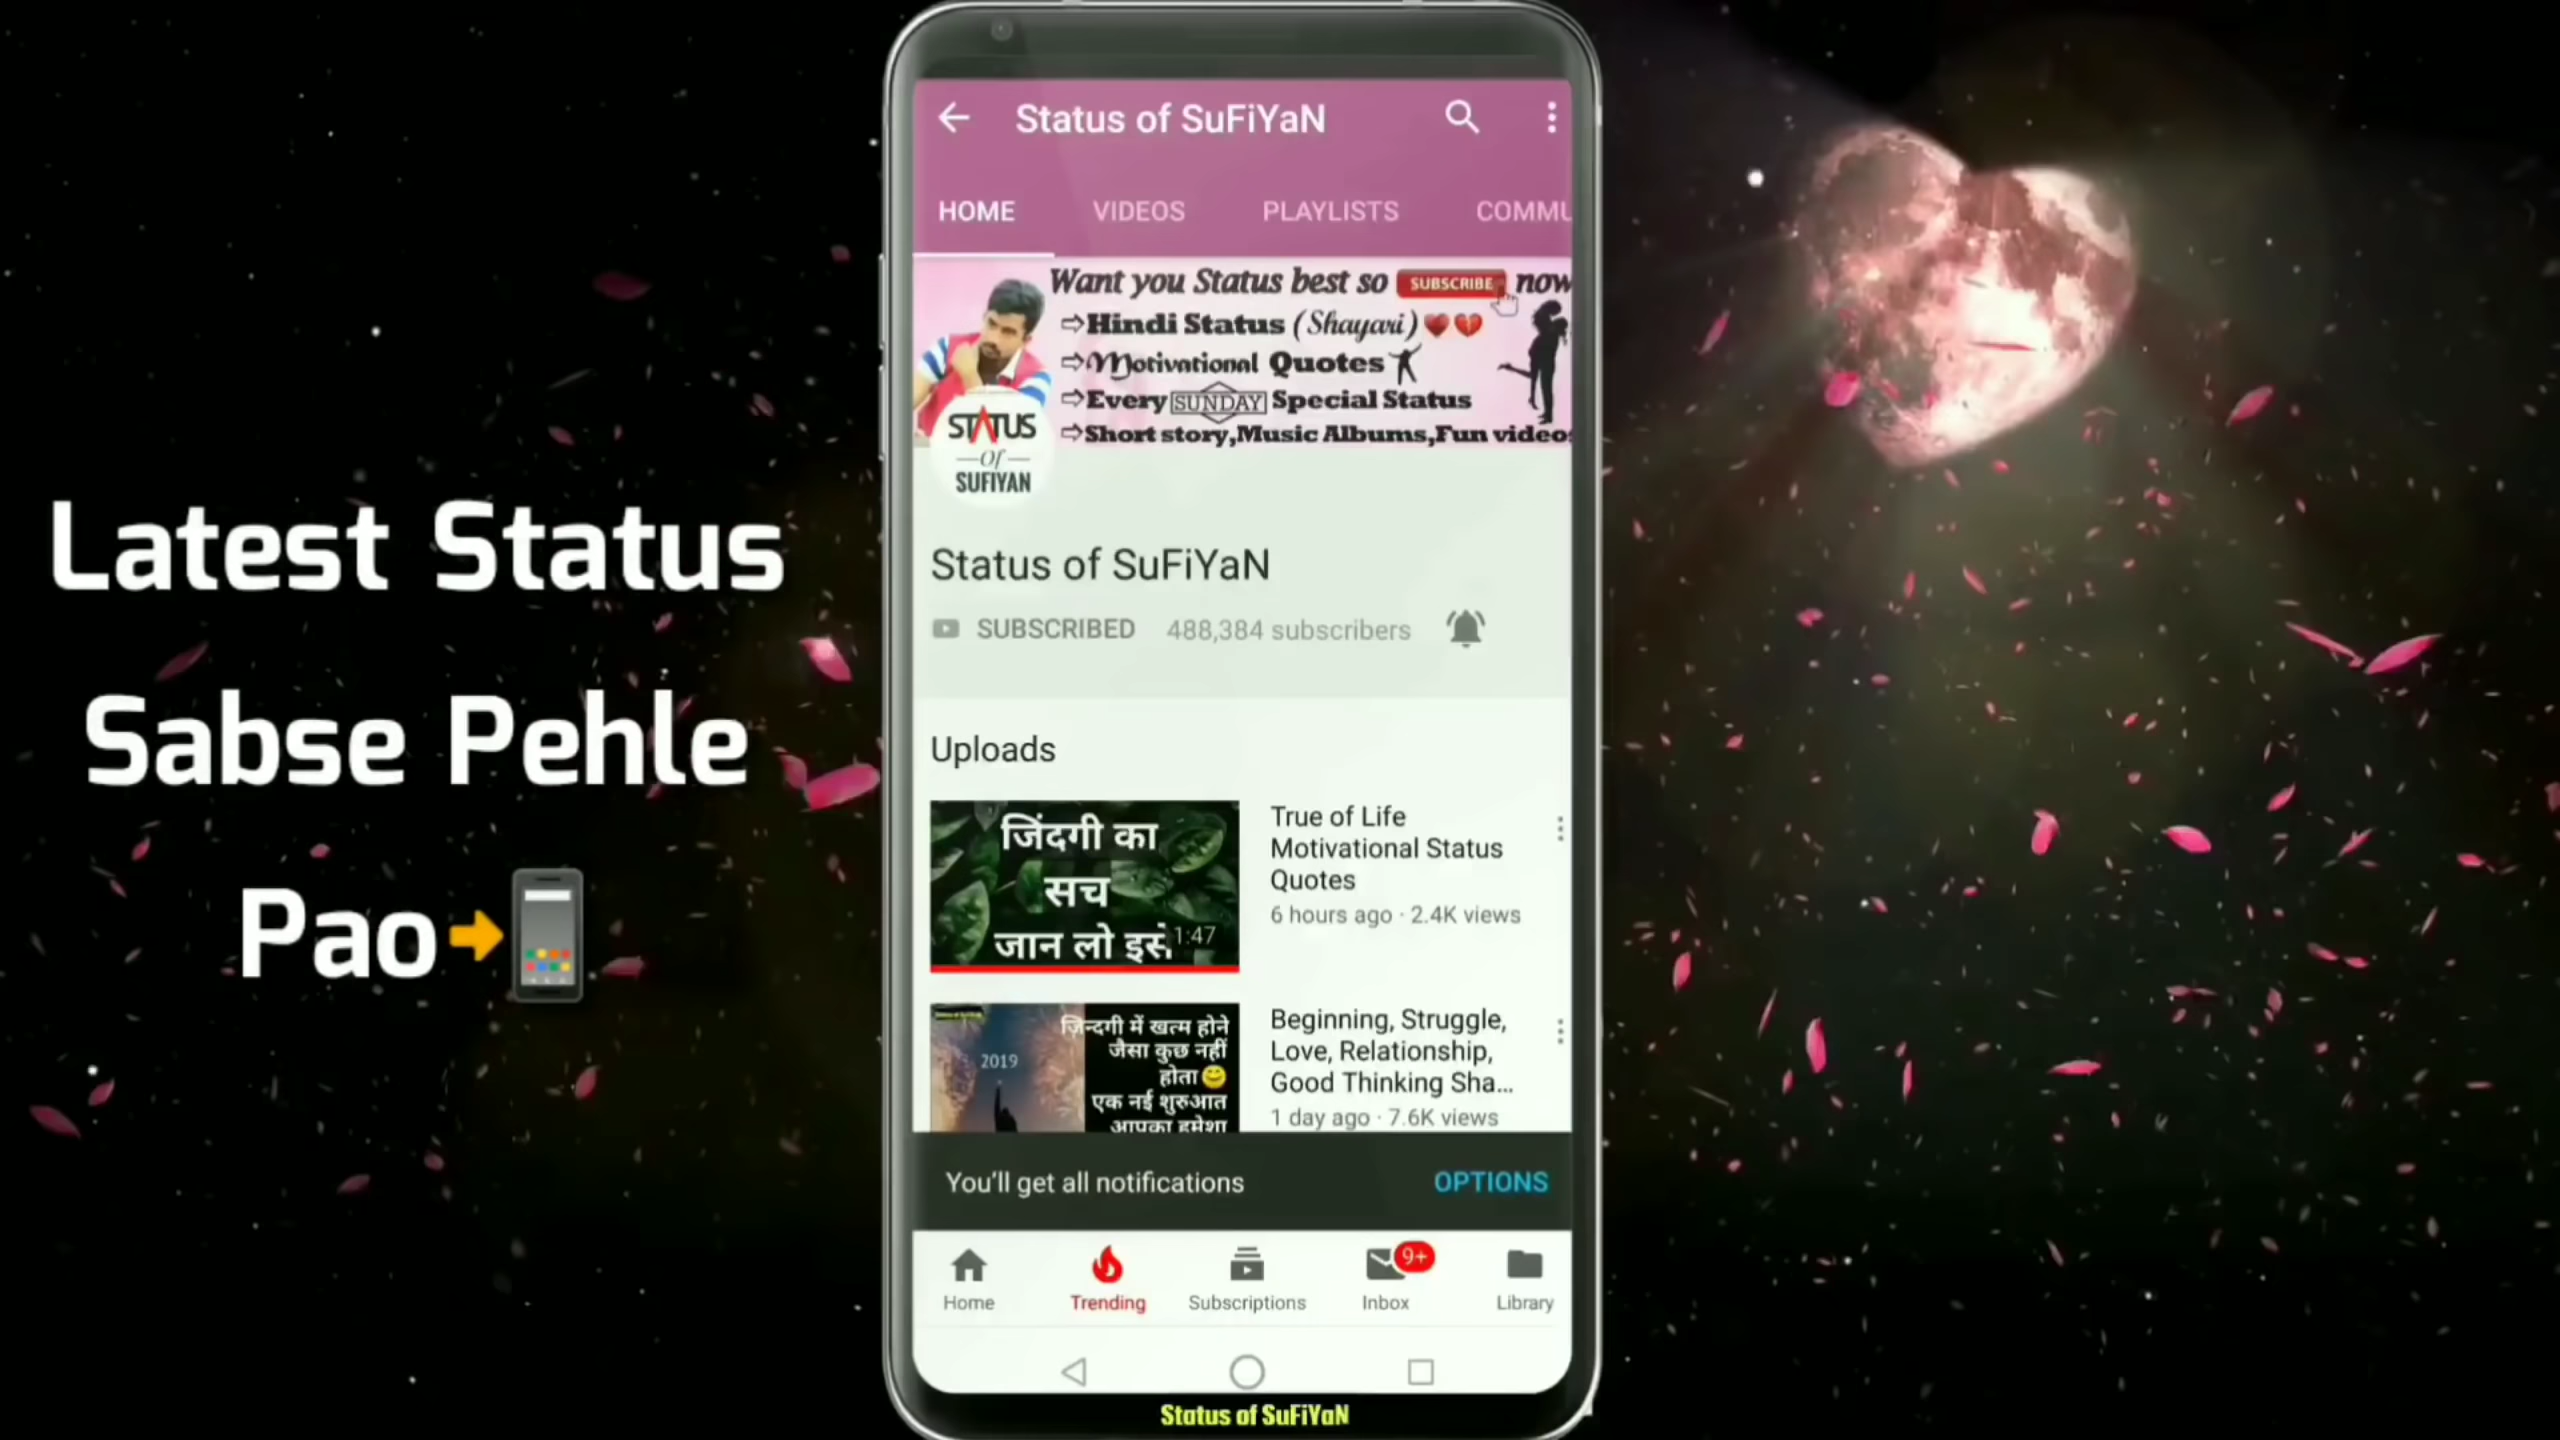 Latest Status
Sabse Pehle
Pao
Status of SuFiYaN
HOME VIDEOS PLAYLISTS COMMU
Want you Status best so SUBSCRIBE now
⇨Hindi Status (Shayari)
⇨Motivational Quotes
⇨Every SUNDAY Special Status
⇨Short story,Music Albums,Fun videos
STATUS
Of
SUFIYAN
Status of SuFiYaN
SUBSCRIBED 488,384 subscribers
Uploads
जिंदगी का
सच
जान लो इसे
1:47
True of Life
Motivational Status
Quotes
6 hours ago · 2.4K views
Status of SuFiYaN
2019
ज़िन्दगी में खत्म होने
जैसा कुछ नहीं
होता
एक नई शुरुआत
आपका हमेशा
Beginning, Struggle,
Love, Relationship,
Good Thinking Sha...
1 day ago · 7.6K views
You'll get all notifications OPTIONS
9+
Home Trending Subscriptions Inbox Library
Status of SuFiYaN